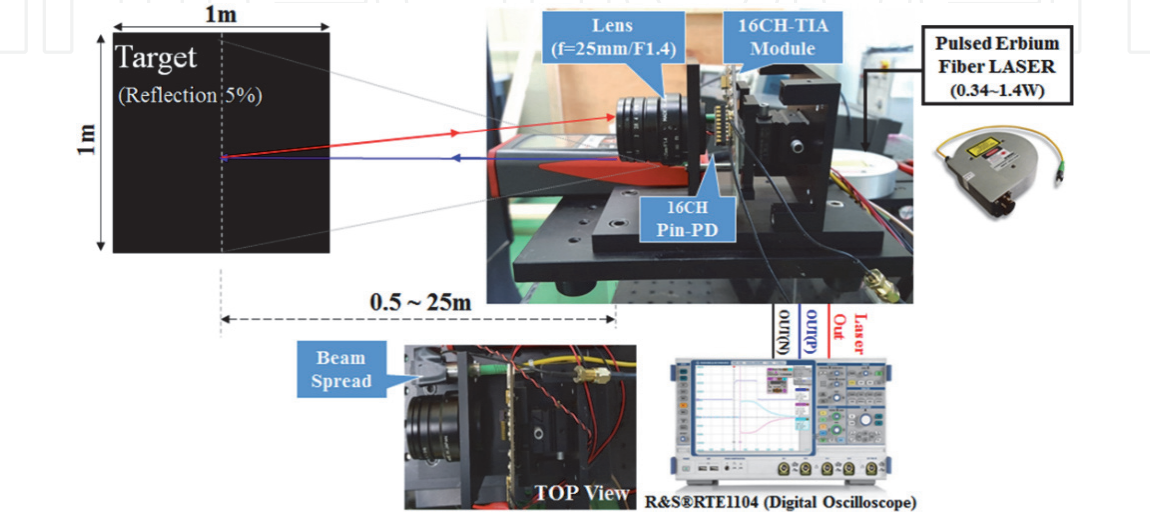 1m
1m
Target
(Reflection 5%)
Lens
(f=25mm/F1.4)
16CH-TIA
Module
Pulsed Erbium
Fiber LASER
(0.34~1.4W)
16CH
Pin-PD
0.5 ~ 25m
Beam
Spread
TOP View
OUT(N)
OUT(P)
Laser
Out
R&S®RTE1104 (Digital Oscilloscope)